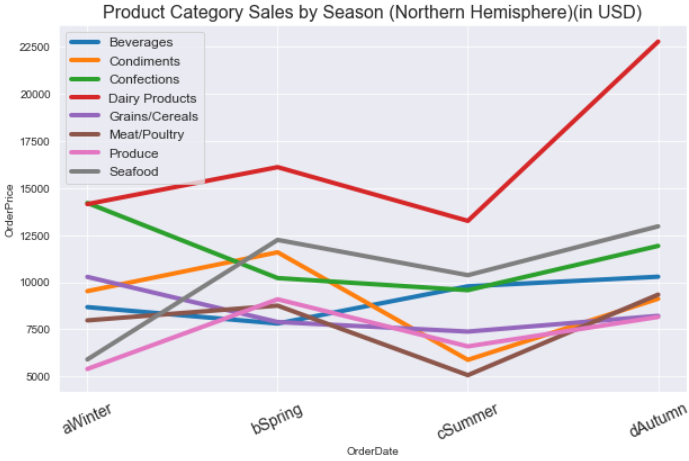 Product Category Sales by Season (Northern Hemisphere)(in USD)
Beverages
Condiments
Confections
Dairy Products
Grains/Cereals
Meat/Poultry
Produce
Seafood
OrderPrice
22500
20000
17500
15000
12500
10000
7500
5000
aWinter
bSpring
cSummer
dAutumn
OrderDate